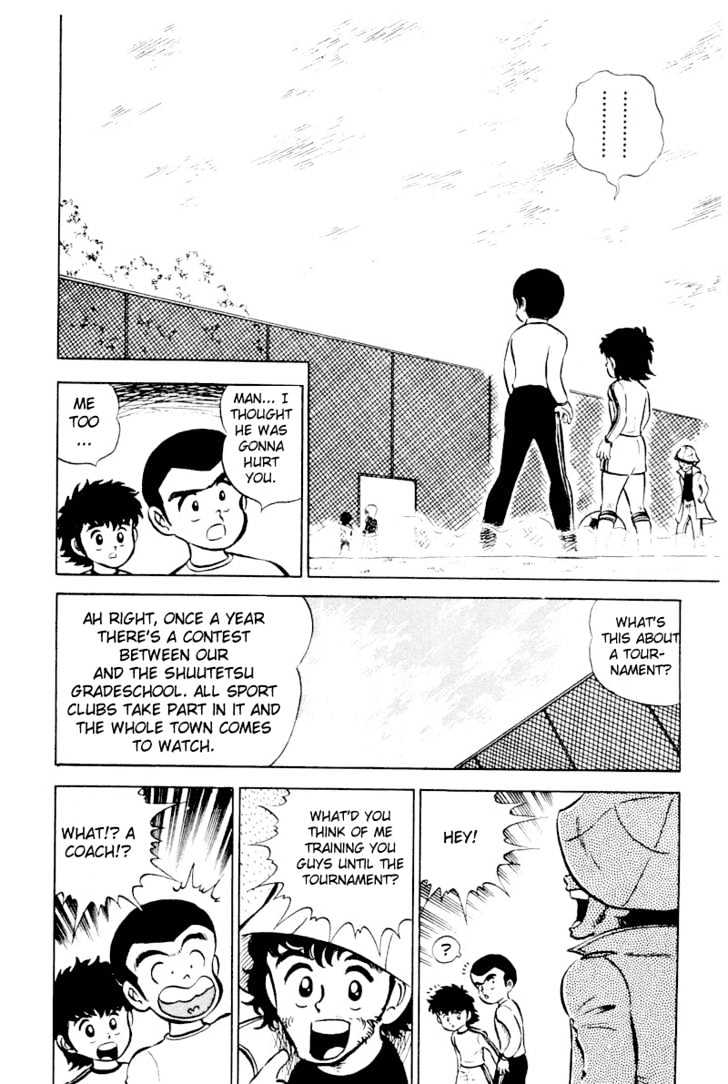 MAN... I
THOUGHT
HE WAS
GONNA
HURT
YOU.
ME
TOO
...
WHAT'S
THIS ABOUT
A TOUR-
NAMENT?
AH RIGHT, ONCE A YEAR
THERE'S A CONTEST
BETWEEN OUR
AND THE SHUUTETSU
GRADESCHOOL. ALL SPORT
CLUBS TAKE PART IN IT AND
THE WHOLE TOWN COMES
TO WATCH.
HEY!
?
WHAT'D YOU
THINK OF ME
TRAINING YOU
GUYS UNTIL THE
TOURNAMENT?
WHAT!? A
COACH!?